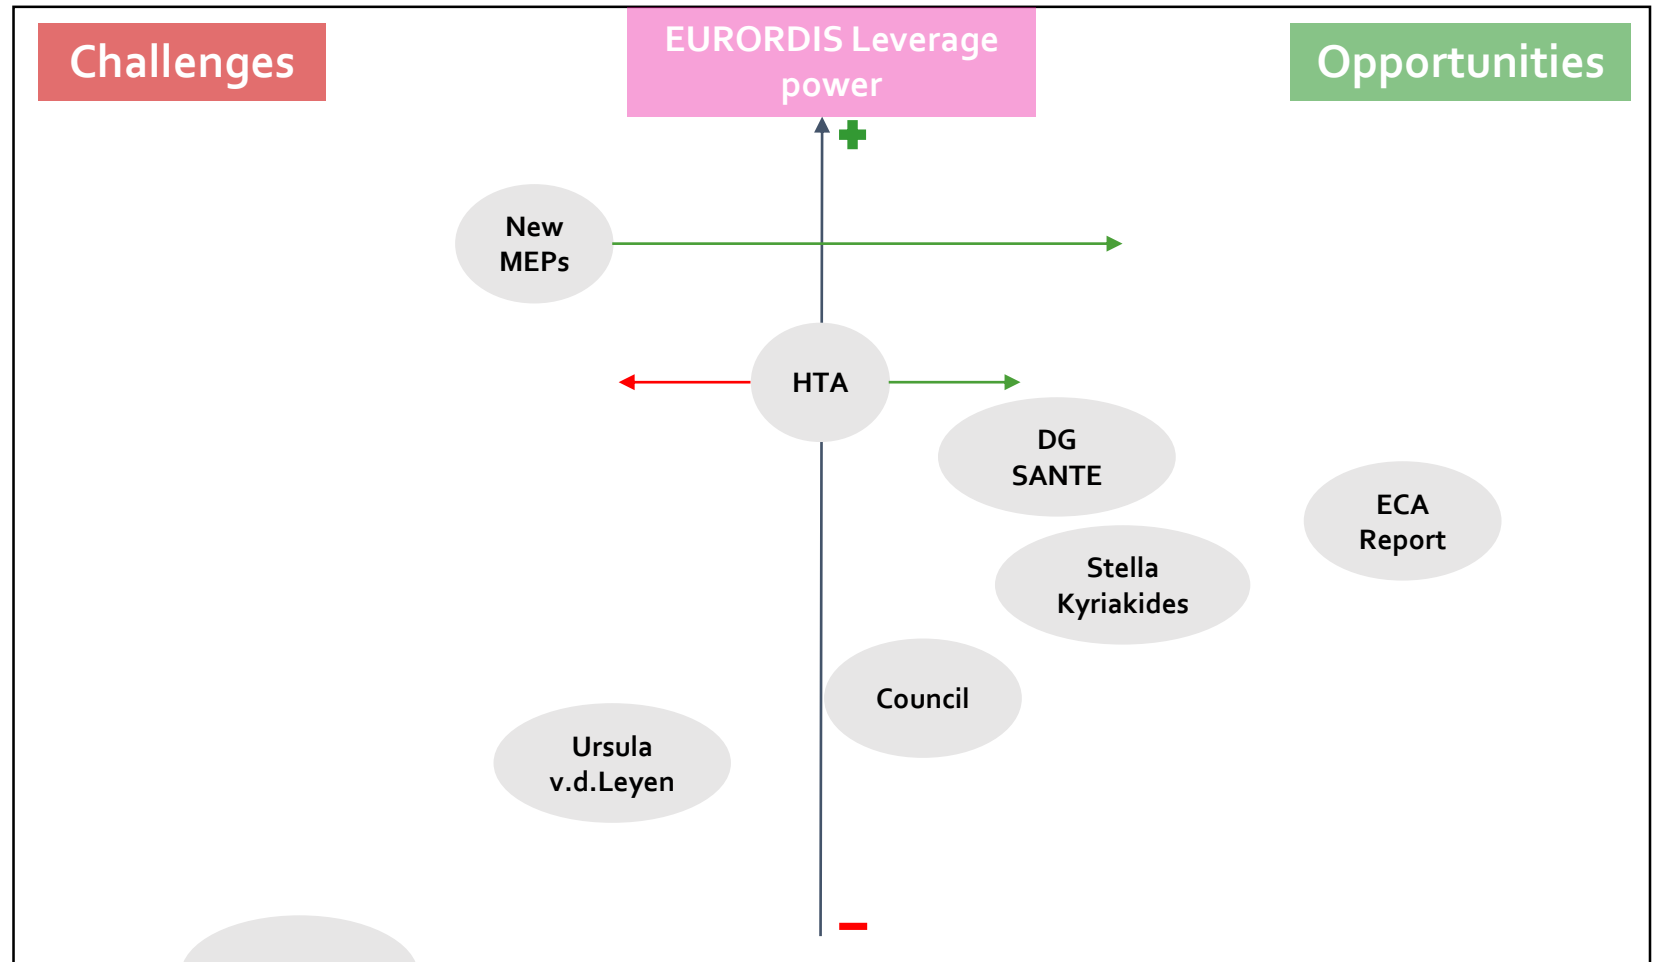 Challenges
EURORDIS Leverage
power
Opportunities
New
MEPs
HTA
DG
SANTE
ECA
Report
Stella
Kyriakides
Council
Ursula
v.d.Leyen